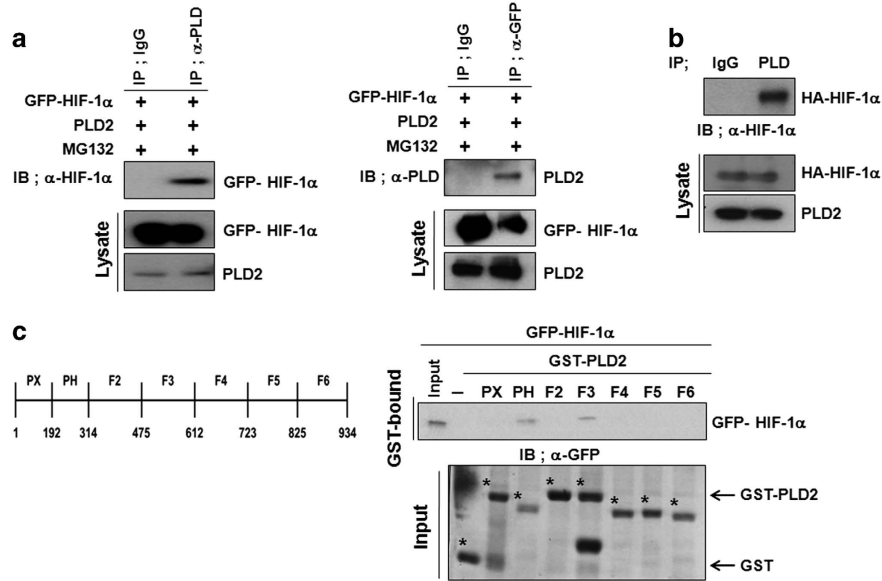 a
IP ; IgG
IP ; α-PLD
GFP-HIF-1α + +
PLD2 + +
MG132 + +
IB ; α-HIF-1α
GFP- HIF-1α
Lysate
GFP- HIF-1α
PLD2
IP ; IgG
IP ; α-GFP
GFP-HIF-1α + +
PLD2 + +
MG132 + +
IB ; α-PLD
PLD2
Lysate
GFP- HIF-1α
PLD2
b
IP; IgG PLD
HA-HIF-1α
IB ; α-HIF-1α
Lysate
HA-HIF-1α
PLD2
c
PX PH F2 F3 F4 F5 F6
1 192 314 475 612 723 825 934
GFP-HIF-1α
GST-PLD2
Input – PX PH F2 F3 F4 F5 F6
GST-bound
GFP- HIF-1α
IB ; α-GFP
Input
* * * * * * * *
← GST-PLD2
← GST